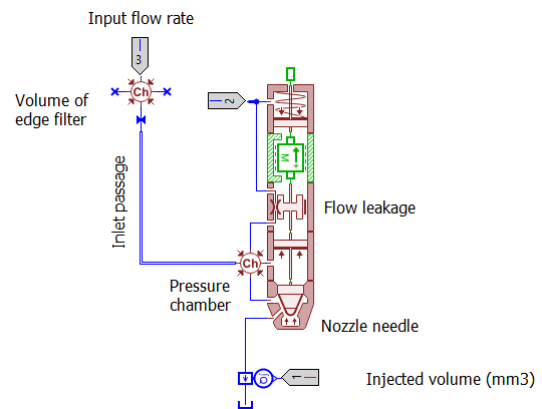 Input flow rate
3
Ch
Volume of
edge filter
2
M
Inlet passage
Flow leakage
Ch
Pressure
chamber
Nozzle needle
1
Injected volume (mm3)